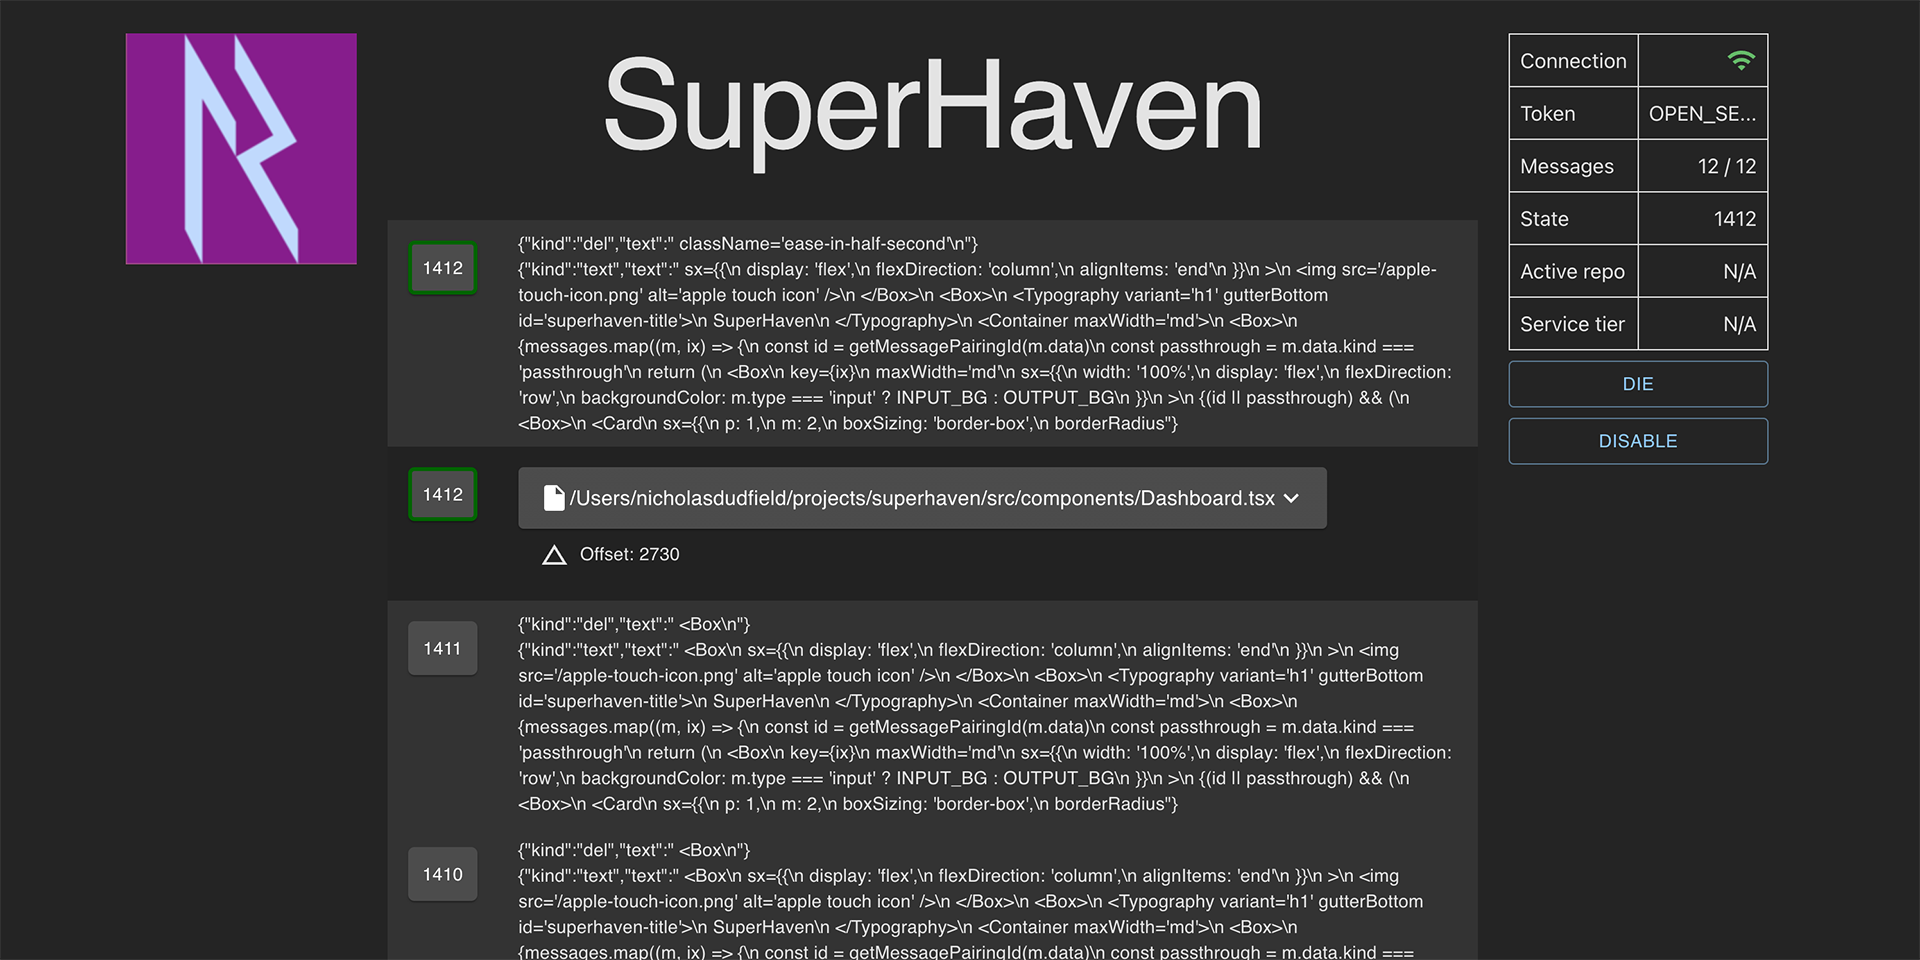 SuperHaven
Connection
Token OPEN_SE...
Messages 12 / 12
State 1412
Active repo N/A
Service tier N/A
DIE
DISABLE
1412
{"kind":"del","text":" className='ease-in-half-second'\n"}
{"kind":"text","text":" sx={{\n display: 'flex',\n flexDirection: 'column',\n alignItems: 'end'\n }}\n >\n <img src='/apple-
touch-icon.png' alt='apple touch icon' />\n </Box>\n <Box>\n <Typography variant='h1' gutterBottom
id='superhaven-title'>\n SuperHaven\n </Typography>\n <Container maxWidth='md'>\n <Box>\n
{messages.map((m, ix) => {\n const id = getMessagePairingId(m.data)\n const passthrough = m.data.kind ===
'passthrough'\n return (\n <Box\n key={ix}\n maxWidth='md'\n sx={{\n width: '100%',\n display: 'flex',\n flexDirection:
'row',\n backgroundColor: m.type === 'input' ? INPUT_BG : OUTPUT_BG\n }}\n >\n {(id || passthrough) && (\n
<Box>\n <Card\n sx={{\n p: 1,\n m: 2,\n boxSizing: 'border-box',\n borderRadius"}
1412
/Users/nicholasdudfield/projects/superhaven/src/components/Dashboard.tsx
Offset: 2730
1411
{"kind":"del","text":" <Box\n"}
{"kind":"text","text":" <Box\n sx={{\n display: 'flex',\n flexDirection: 'column',\n alignItems: 'end'\n }}\n >\n <img
src='/apple-touch-icon.png' alt='apple touch icon' />\n </Box>\n <Box>\n <Typography variant='h1' gutterBottom
id='superhaven-title'>\n SuperHaven\n </Typography>\n <Container maxWidth='md'>\n <Box>\n
{messages.map((m, ix) => {\n const id = getMessagePairingId(m.data)\n const passthrough = m.data.kind ===
'passthrough'\n return (\n <Box\n key={ix}\n maxWidth='md'\n sx={{\n width: '100%',\n display: 'flex',\n flexDirection:
'row',\n backgroundColor: m.type === 'input' ? INPUT_BG : OUTPUT_BG\n }}\n >\n {(id || passthrough) && (\n
<Box>\n <Card\n sx={{\n p: 1,\n m: 2,\n boxSizing: 'border-box',\n borderRadius"}
1410
{"kind":"del","text":" <Box\n"}
{"kind":"text","text":" <Box\n sx={{\n display: 'flex',\n flexDirection: 'column',\n alignItems: 'end'\n }}\n >\n <img
src='/apple-touch-icon.png' alt='apple touch icon' />\n </Box>\n <Box>\n <Typography variant='h1' gutterBottom
id='superhaven-title'>\n SuperHaven\n </Typography>\n <Container maxWidth='md'>\n <Box>\n
{messages.map((m, ix) => {\n const id = getMessagePairingId(m.data)\n const passthrough = m.data.kind ===